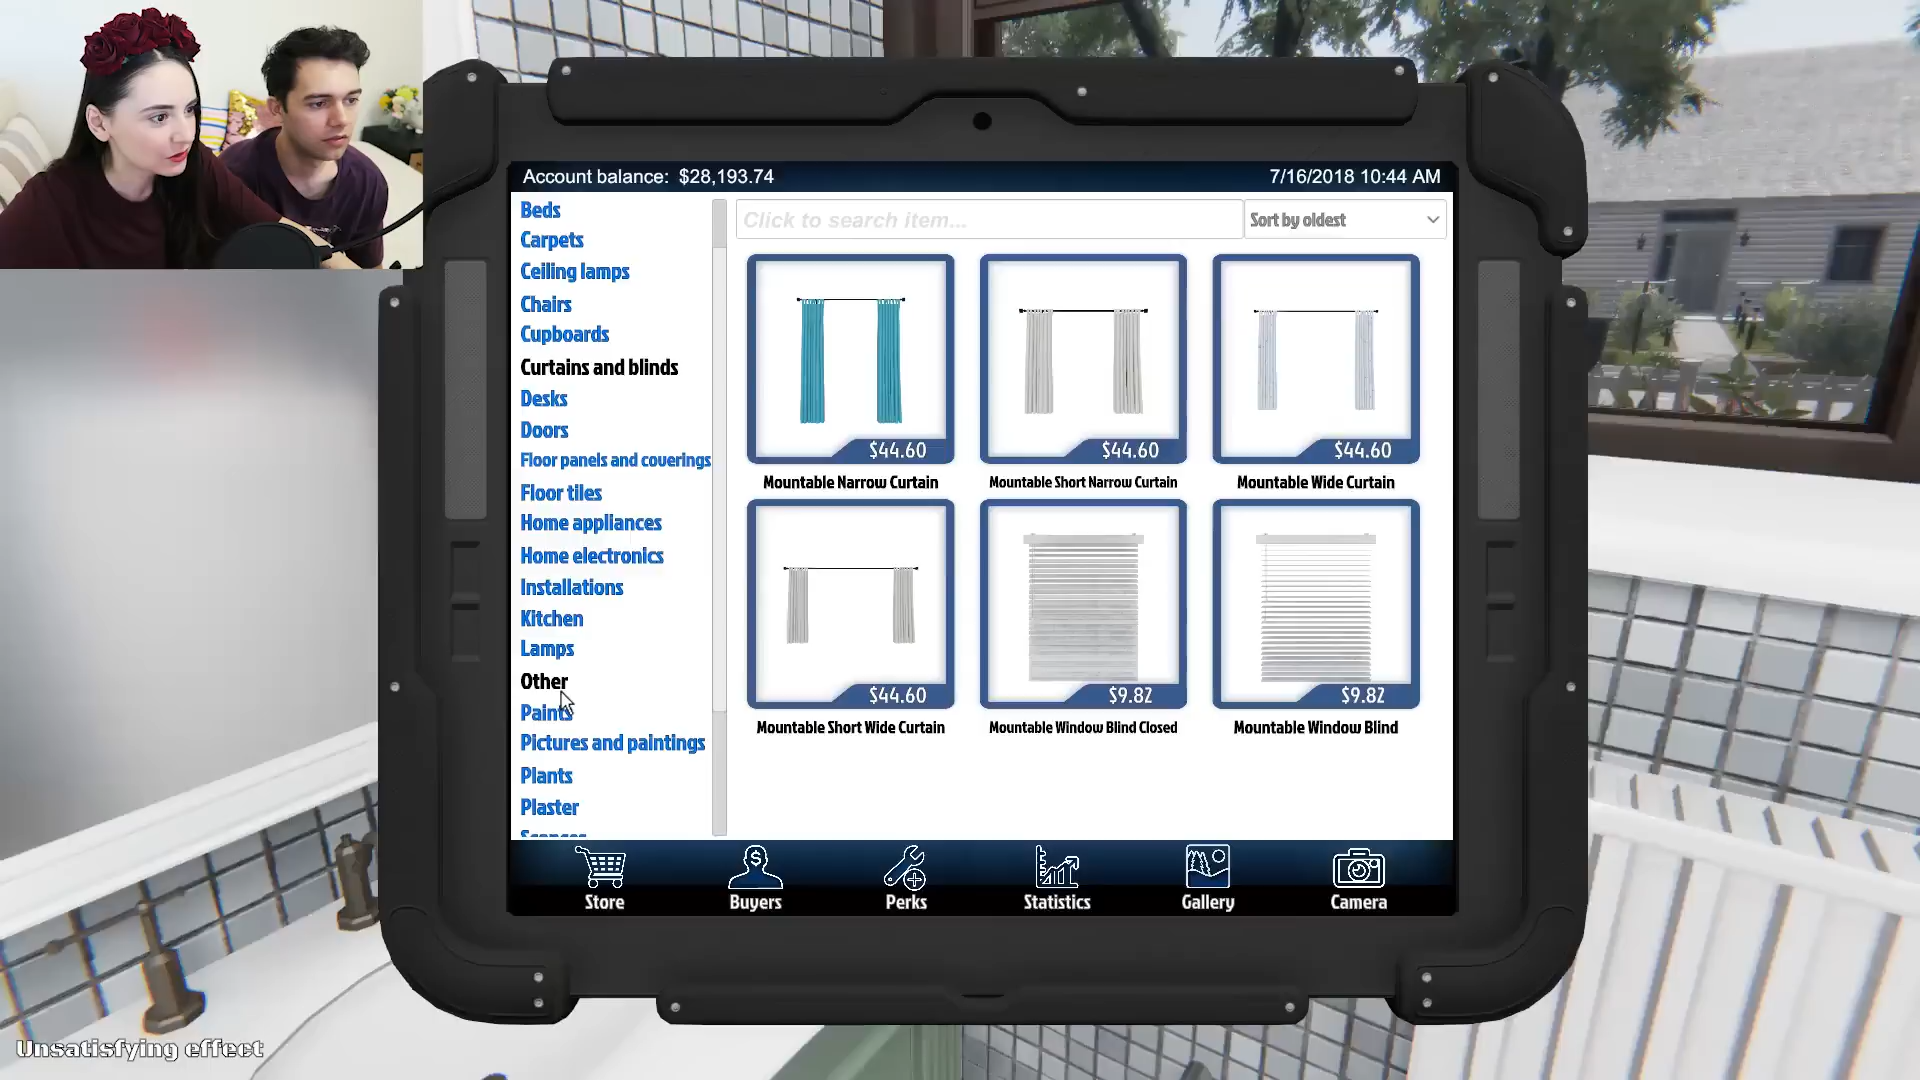 Account balance: $28,193.74
7/16/2018 10:44 AM
Beds
Carpets
Ceiling lamps
Chairs
Cupboards
Curtains and blinds
Desks
Doors
Floor panels and coverings
Floor tiles
Home appliances
Home electronics
Installations
Kitchen
Lamps
Other
Paints
Pictures and paintings
Plants
Plaster
Click to search item...
Sort by oldest
$44.60
$44.60
$44.60
Mountable Narrow Curtain
Mountable Short Narrow Curtain
Mountable Wide Curtain
$44.60
$9.82
$9.82
Mountable Short Wide Curtain
Mountable Window Blind Closed
Mountable Window Blind
Store
Buyers
Perks
Statistics
Gallery
Camera
Unsatisfying effect